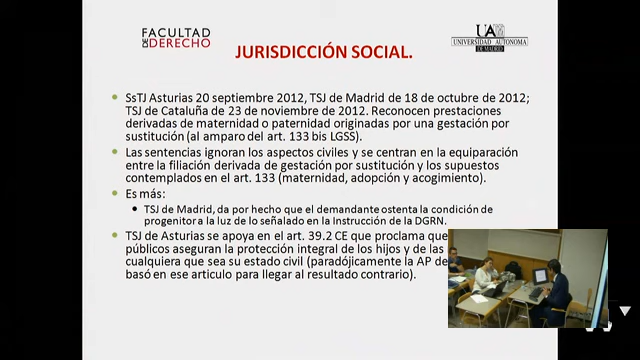 FACULTAD
DE DERECHO
UAM
UNIVERSIDAD AUTONOMA
DE MADRID
JURISDICCIÓN SOCIAL.
• SsTJ Asturias 20 septiembre 2012, TSJ de Madrid de 18 de octubre de 2012;
TSJ de Cataluña de 23 de noviembre de 2012. Reconocen prestaciones
derivadas de maternidad o paternidad originadas por una gestación por
sustitución (al amparo del art. 133 bis LGSS).
• Las sentencias ignoran los aspectos civiles y se centran en la equiparación
entre la filiación derivada de gestación por sustitución y los supuestos
contemplados en el art. 133 (maternidad, adopción y acogimiento).
• Es más:
• TSJ de Madrid, da por hecho que el demandante ostenta la condición de
progenitor a la luz de lo señalado en la Instrucción de la DGRN.
• TSJ de Asturias se apoya en el art. 39.2 CE que proclama que
públicos aseguran la protección integral de los hijos y de las
cualquiera que sea su estado civil (paradójicamente la AP de
basó en ese articulo para llegar al resultado contrario).